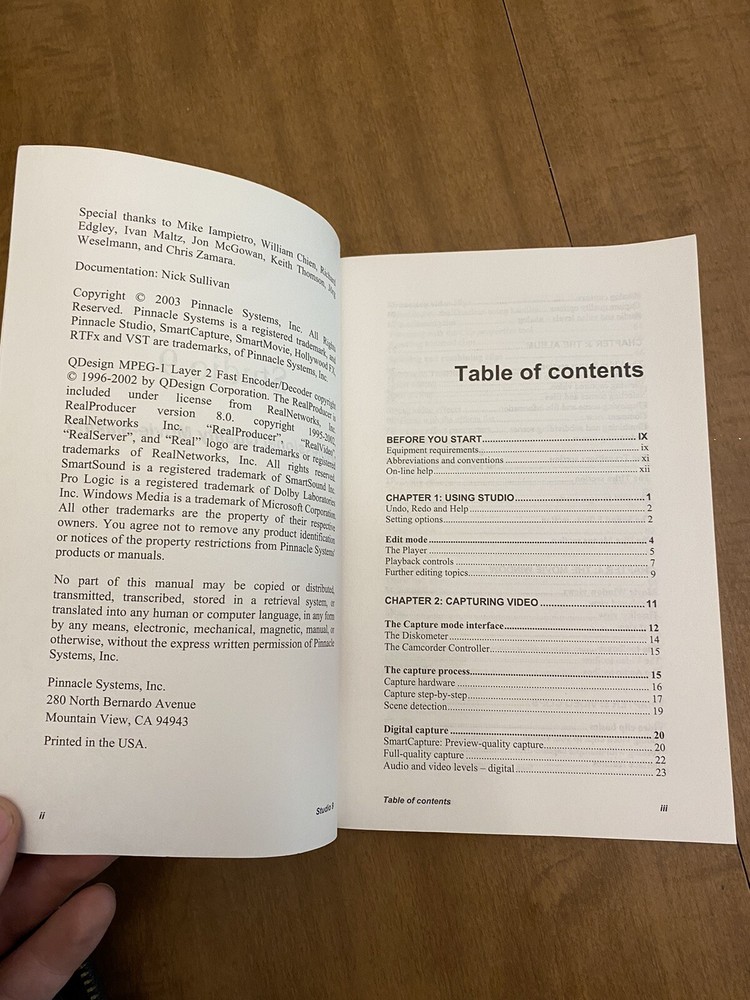 Special thanks to Mike Iampietro, William Chien, Richard
Edgley, Ivan Maltz, Jon McGowan, Keith Thomson, Jörg
Weselmann, and Chris Zamara.
Documentation: Nick Sullivan
Copyright © 2003 Pinnacle Systems, Inc. All Rights
Reserved. Pinnacle Systems is a registered trademark, and
Pinnacle Studio, SmartCapture, SmartMovie, Hollywood FX,
RTFx and VST are trademarks, of Pinnacle Systems, Inc.
QDesign MPEG-1 Layer 2 Fast Encoder/Decoder copyright
© 1996-2002 by QDesign Corporation. The RealProducer is
included under license from RealNetworks, Inc.
RealProducer version 8.0. copyright 1995-2002,
RealNetworks Inc. “RealProducer”, “RealVideo”,
“RealServer”, and “Real” logo are trademarks or registered
trademarks of RealNetworks, Inc. All rights reserved.
SmartSound is a registered trademark of SmartSound Inc.
Pro Logic is a registered trademark of Dolby Laboratories
Inc. Windows Media is a trademark of Microsoft Corporation.
All other trademarks are the property of their respective
owners. You agree not to remove any product identification
or notices of the property restrictions from Pinnacle Systems'
products or manuals.
No part of this manual may be copied or distributed,
transmitted, transcribed, stored in a retrieval system, or
translated into any human or computer language, in any form
by any means, electronic, mechanical, magnetic, manual, or
otherwise, without the express written permission of Pinnacle
Systems, Inc.
Pinnacle Systems, Inc.
280 North Bernardo Avenue
Mountain View, CA 94943
Printed in the USA.
ii Studio 9
Table of contents
BEFORE YOU START.......... IX
Equipment requirements.......... ix
Abbreviations and conventions .......... xi
On-line help.......... xii
CHAPTER 1: USING STUDIO.......... 1
Undo, Redo and Help .......... 2
Setting options.......... 2
Edit mode .......... 4
The Player .......... 5
Playback controls .......... 7
Further editing topics.......... 9
CHAPTER 2: CAPTURING VIDEO .......... 11
The Capture mode interface.......... 12
The Diskometer.......... 14
The Camcorder Controller.......... 15
The capture process.......... 15
Capture hardware .......... 16
Capture step-by-step.......... 17
Scene detection.......... 19
Digital capture .......... 20
SmartCapture: Preview-quality capture.......... 20
Full-quality capture .......... 22
Audio and video levels – digital.......... 23
Table of contents iii